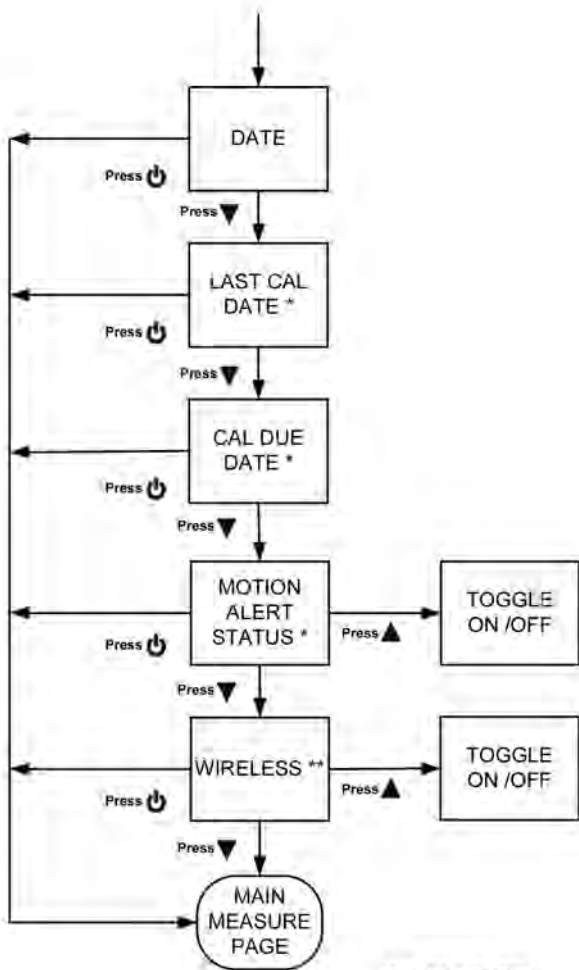 DATE
Press
Press
LAST CAL
DATE *
Press
Press
CAL DUE
DATE *
Press
Press
MOTION
ALERT
STATUS *
Press
Press
TOGGLE
ON /OFF
Press
WIRELESS **
Press
Press
TOGGLE
ON /OFF
Press
MAIN
MEASURE
PAGE